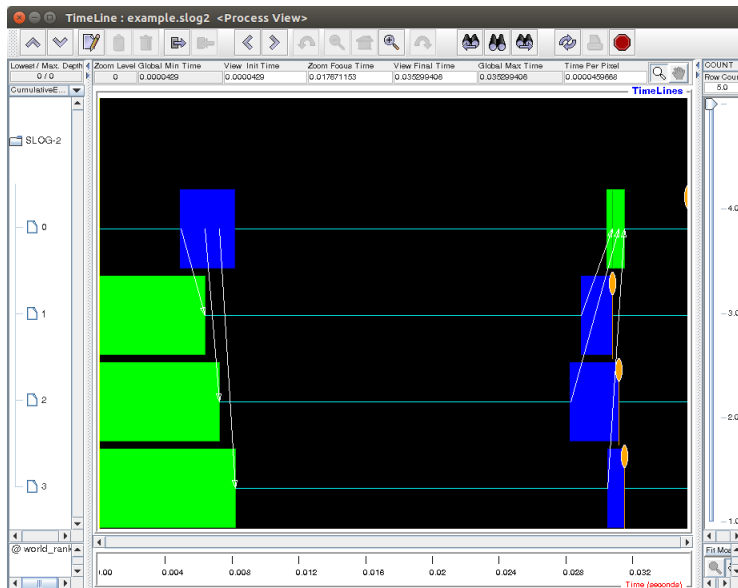 TimeLine : example.slog2 <Process View>
Lowest / Max. Depth
0 / 0
Zoom Level Global Min Time View Init Time Zoom Focus Time View Final Time Global Max Time Time Per Pixel
0 0.0000429 0.0000429 0.017671153 0.035299406 0.035299406 0.0000459668
COUNT
Row Coun
5.0
CumulativeE...
TimeLines
SLOG-2
0
1
2
3
4.0
3.0
2.0
1.0
@ world_rank
Fit Mos
0.004 0.008 0.012 0.016 0.02 0.024 0.028 0.032
Time (seconds)